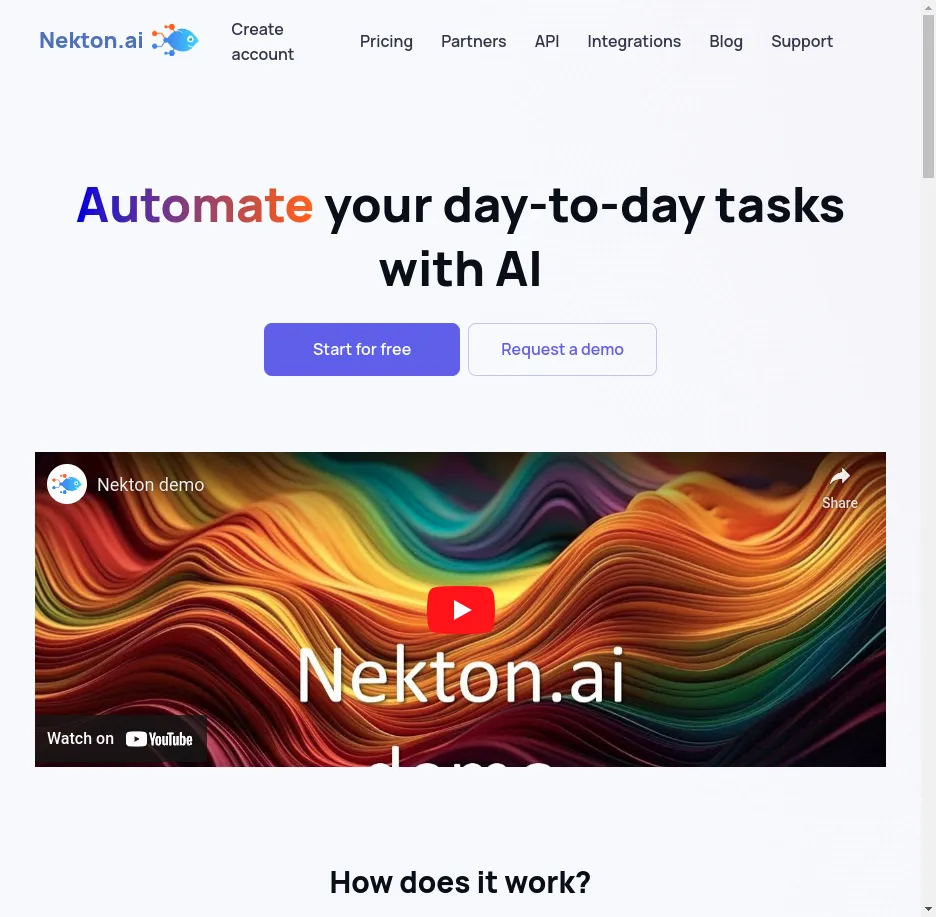 Nekton.ai
Create
account
Pricing
Partners
API
Integrations
Blog
Support
Automate your day-to-day tasks
with AI
Start for free
Request a demo
Nekton demo
Share
Nekton.ai
demo
Watch on YouTube
How does it work?